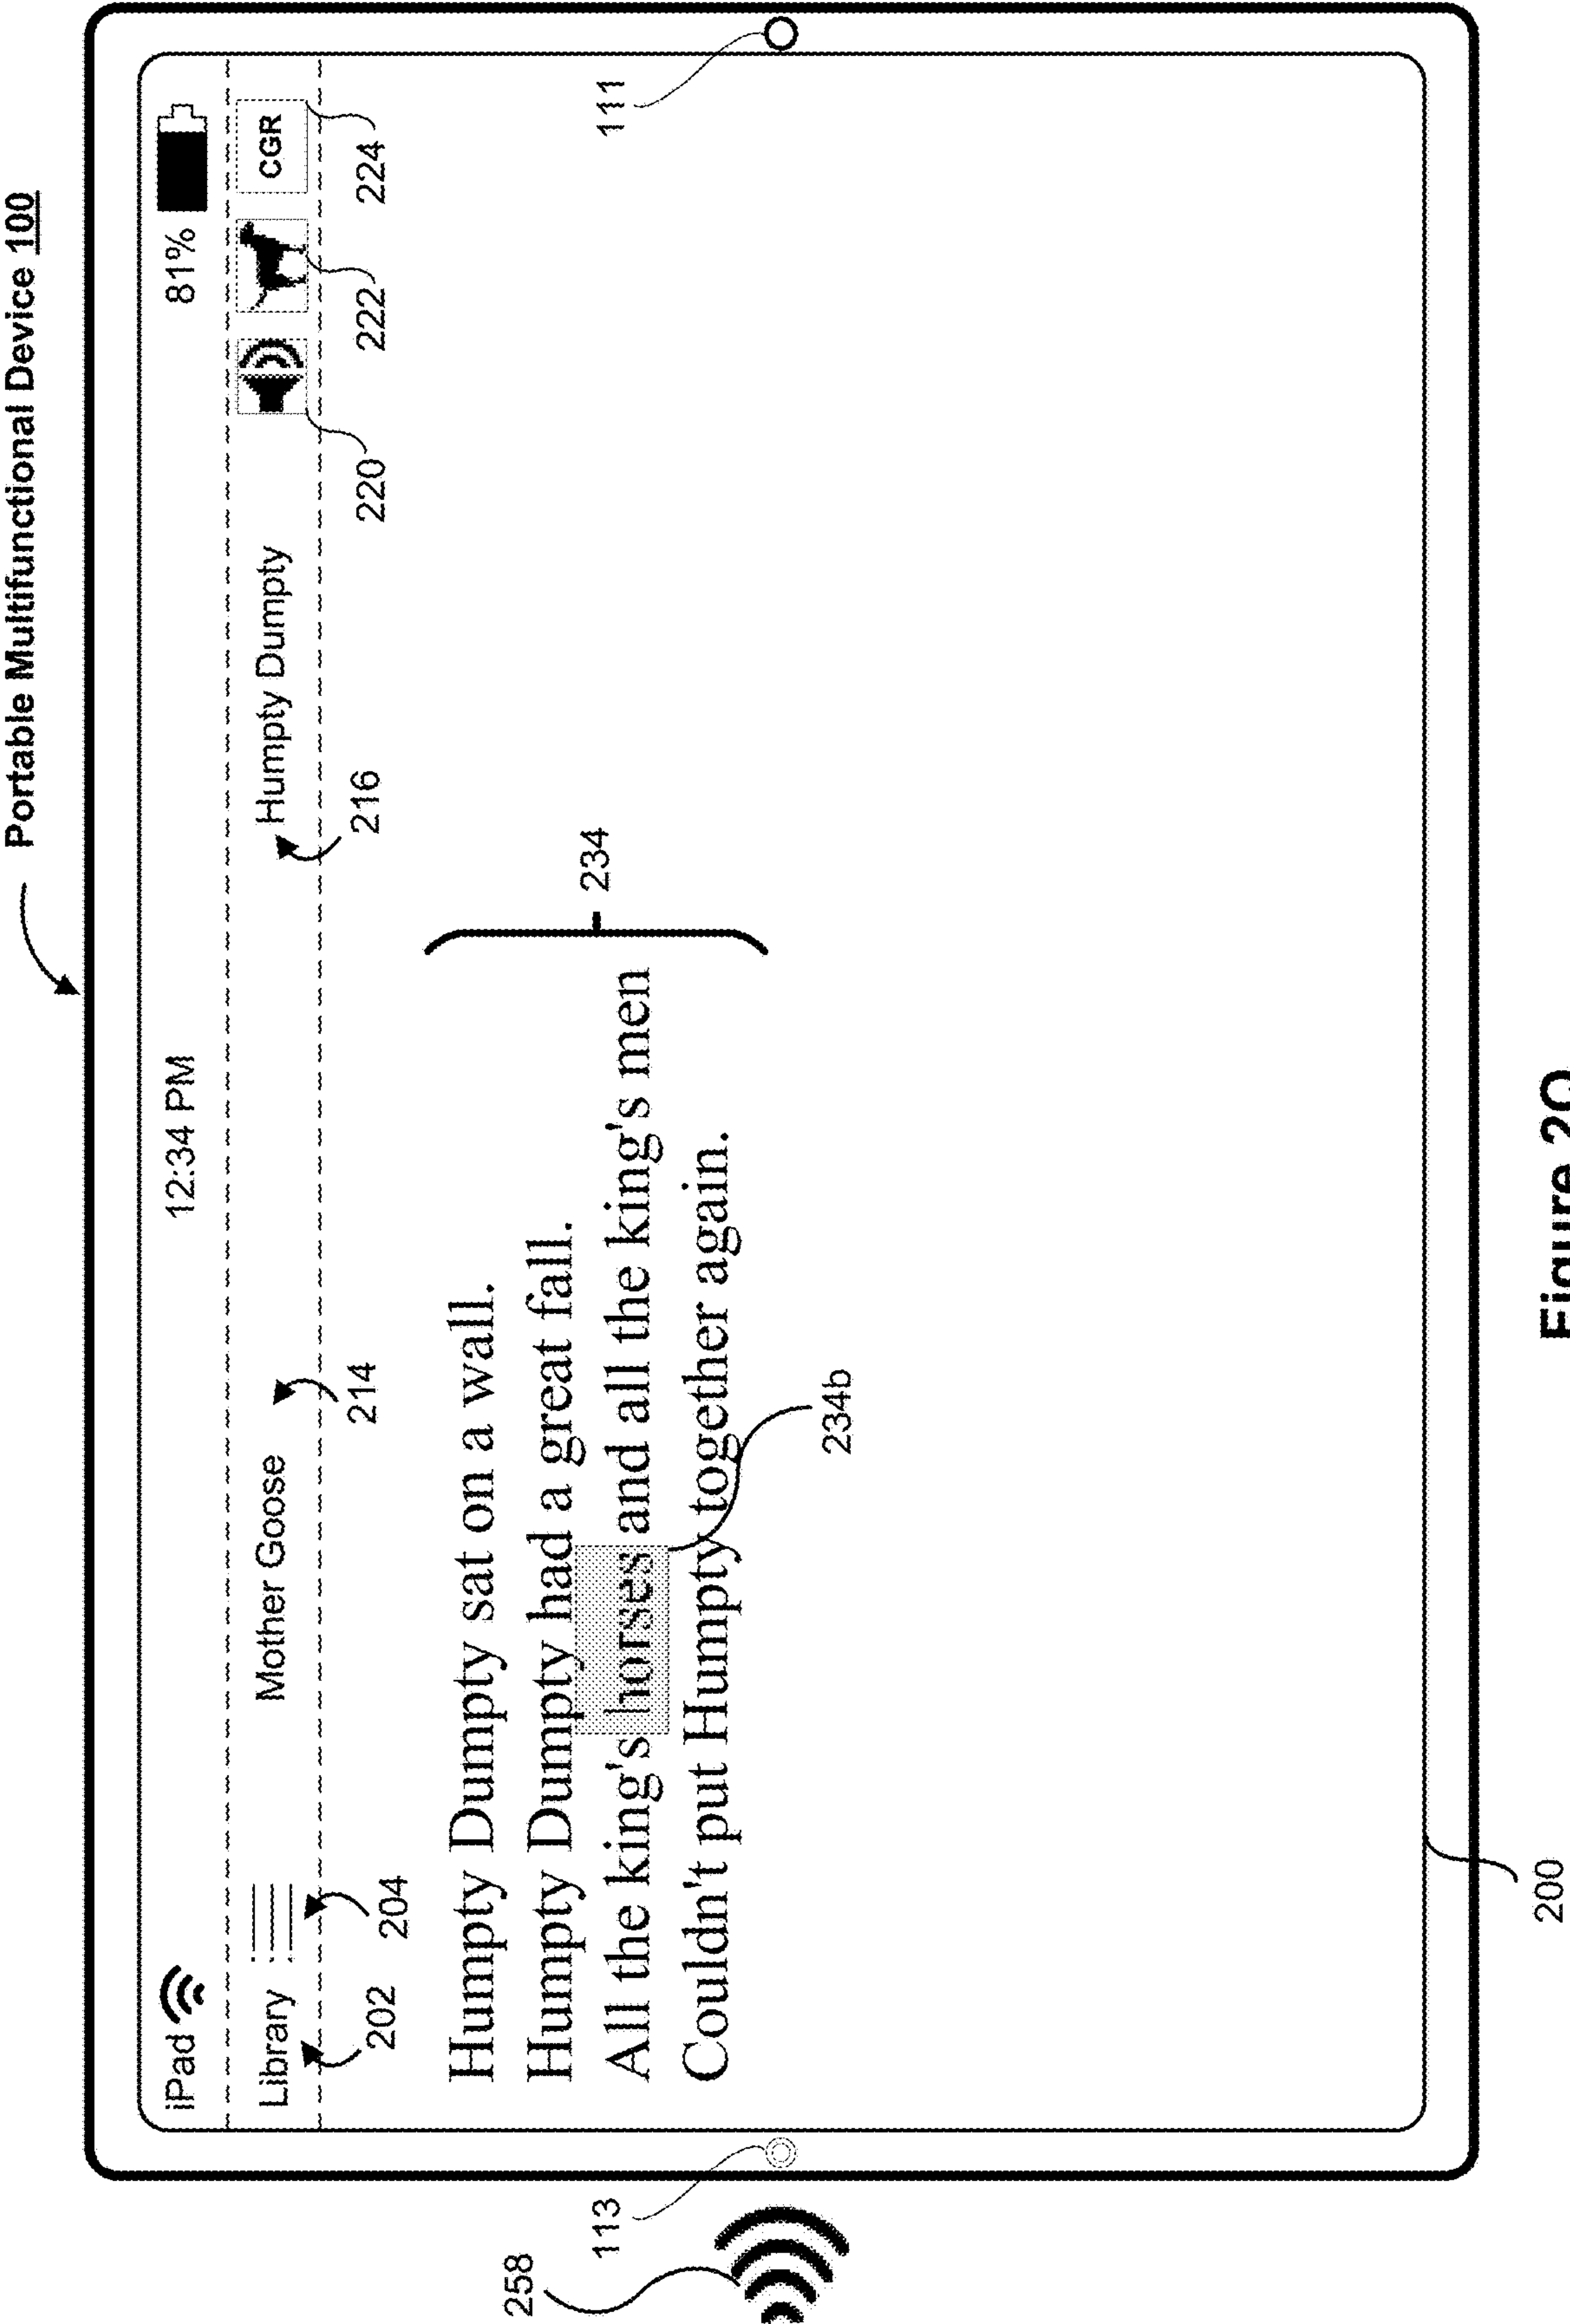 Portable Multifunctional Device 100
iPad 12:34 PM 81%
Library Mother Goose Humpty Dumpty CGR
202 204 214 216 220 222 224
Humpty Dumpty sat on a wall.
Humpty Dumpty had a great fall.
All the king's horses and all the king's men
Couldn't put Humpty together again.
234
234b
258
113
111
200
Figure